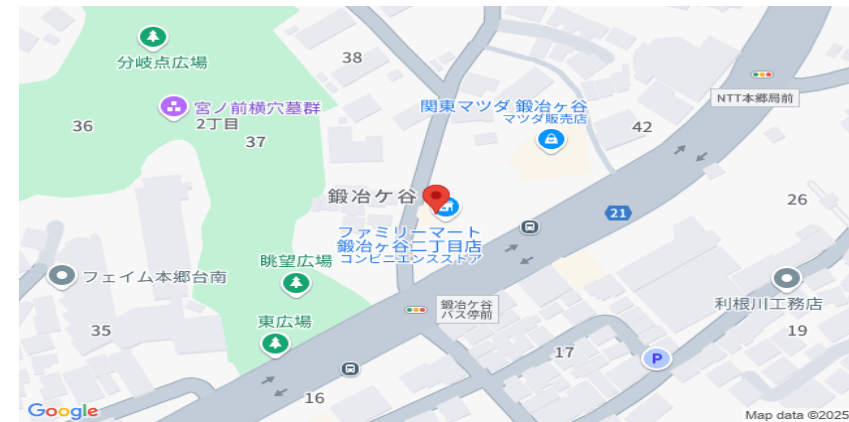 38
分岐点広場
NTT本郷局前
宮ノ前横穴墓群
2丁目
関東マツダ 鍛冶ヶ谷
マツダ販売店
36
37
42
鍛冶ケ谷
26
21
ファミリーマート
鍛冶ヶ谷二丁目店
コンビニエンスストア
眺望広場
フェイム本郷台南
鍛冶ケ谷
バス停前
利根川工務店
東広場
35
19
17
P
16
Google
Map data ©2025